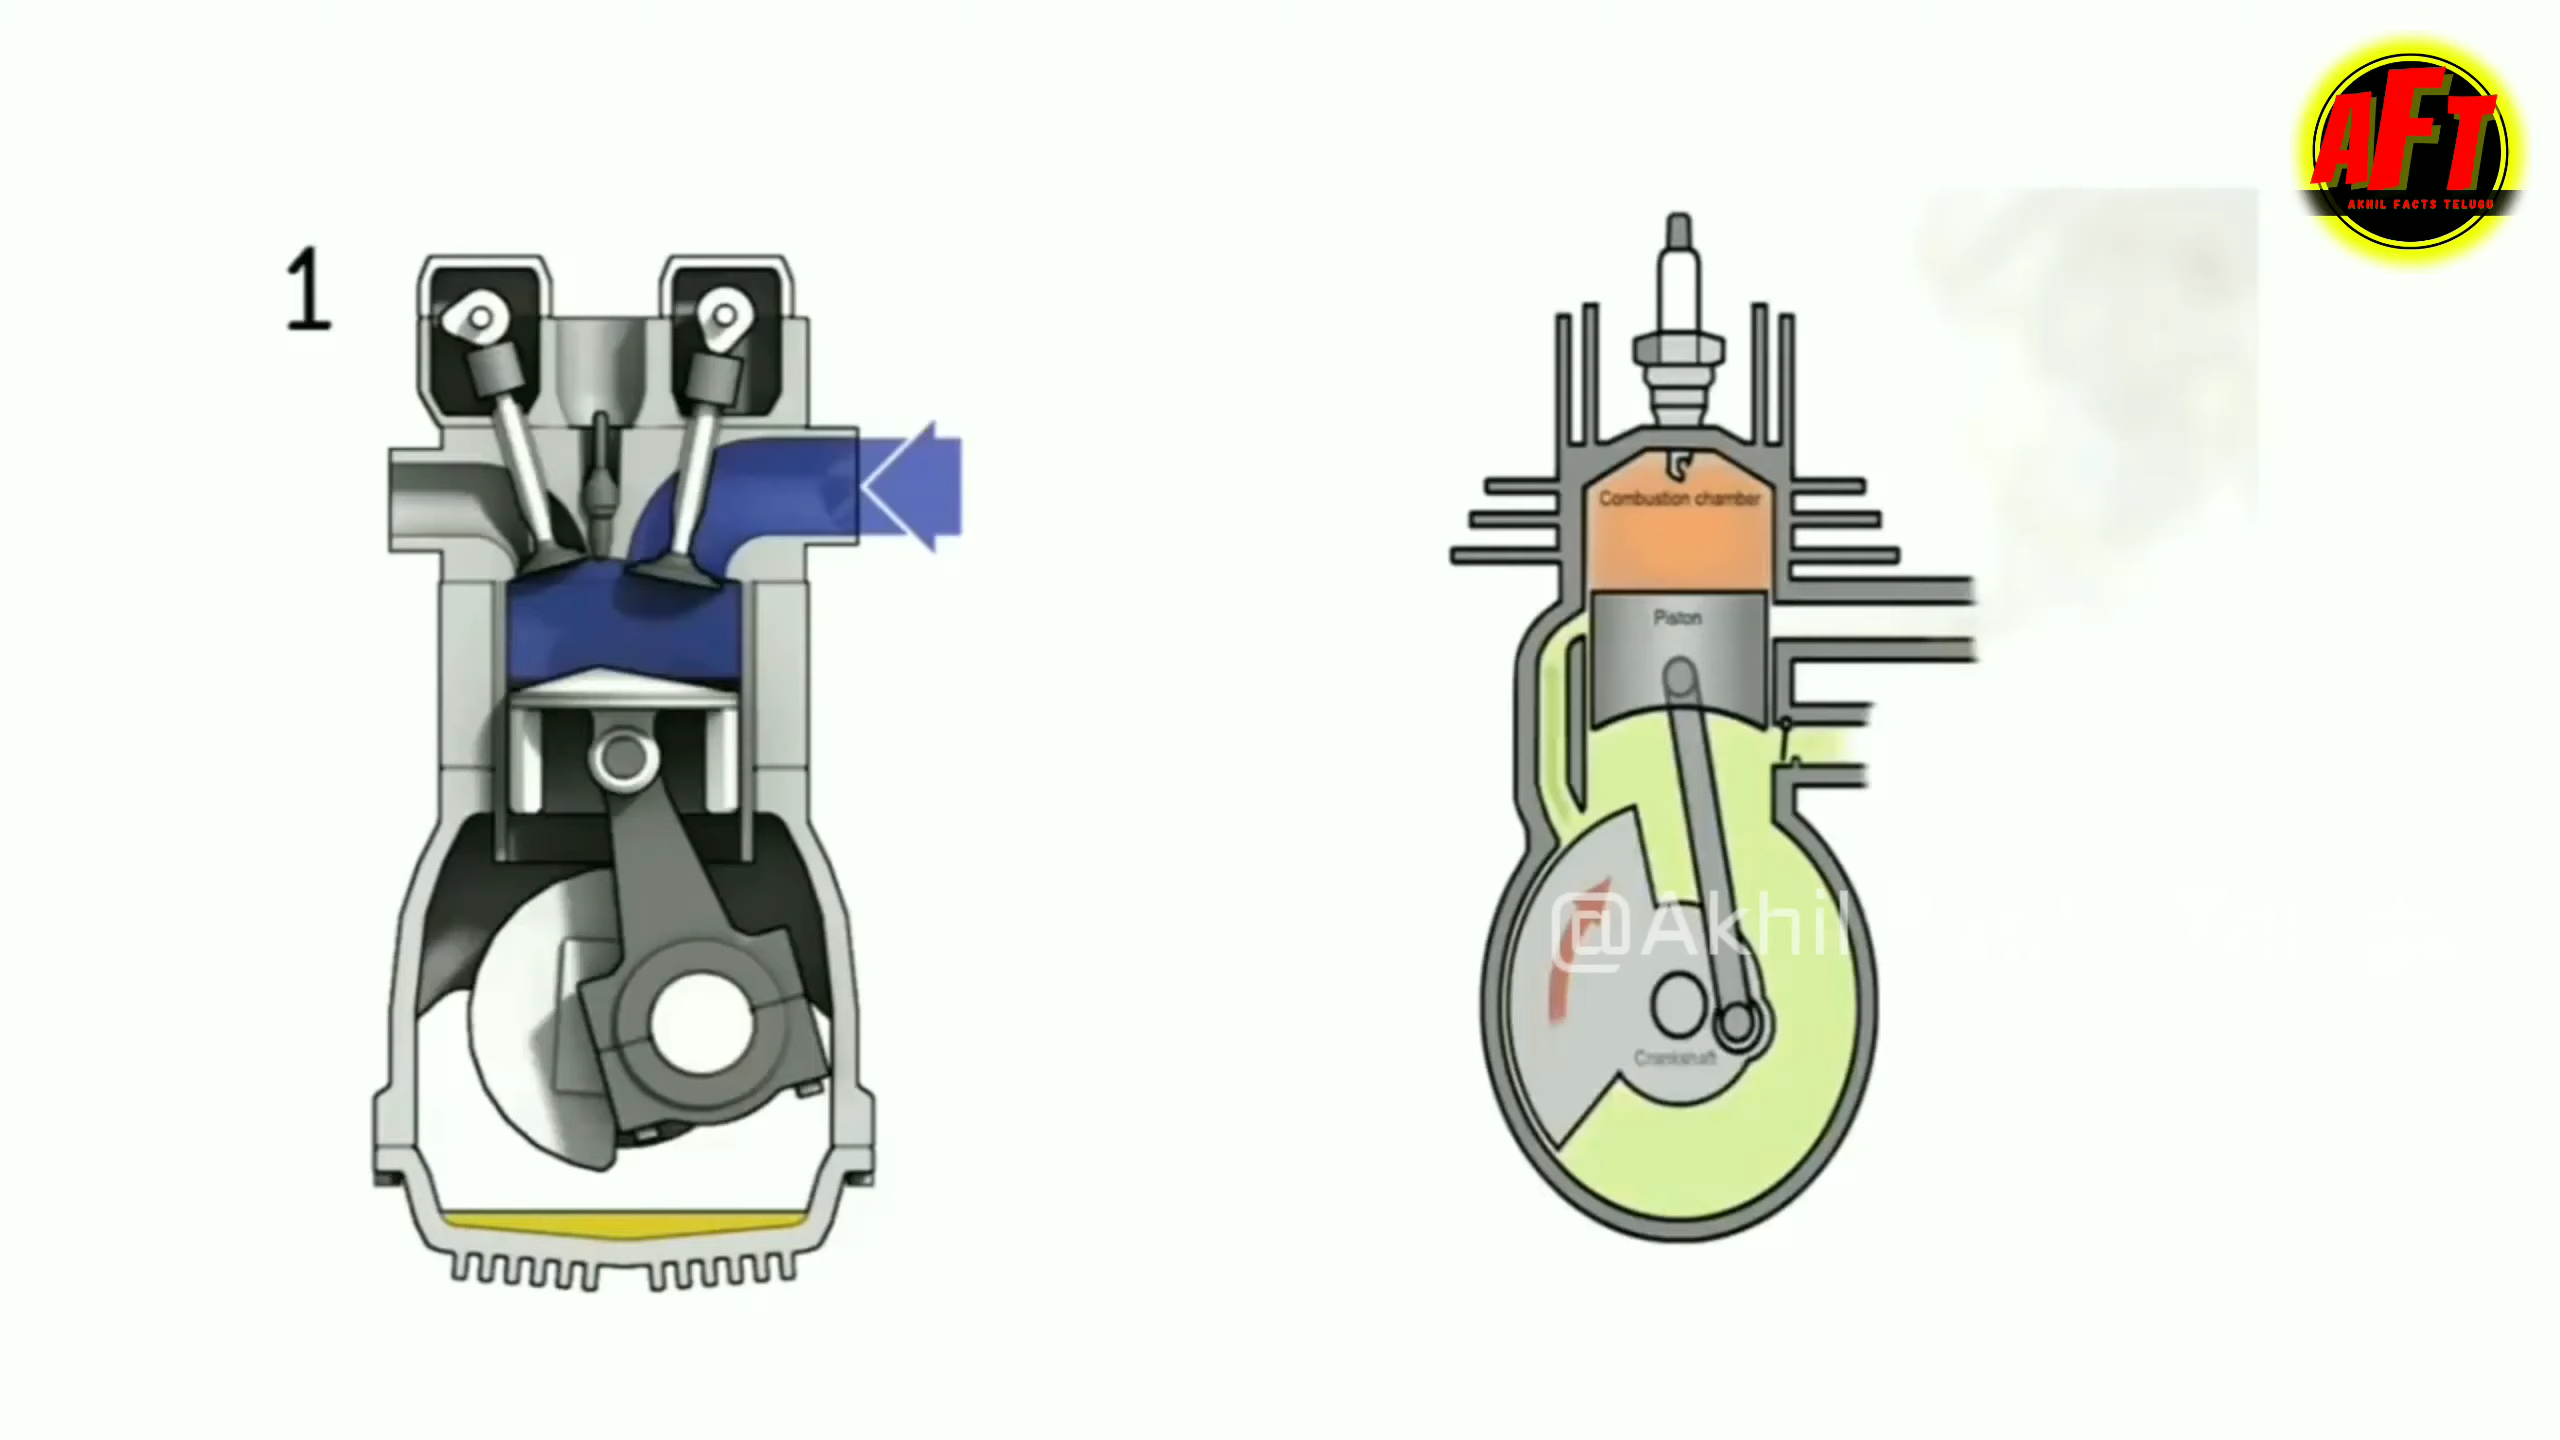 AFT
AKHIL FACTS TELUGU
1
Combustion chamber
Piston
@Akhil
Crankshaft